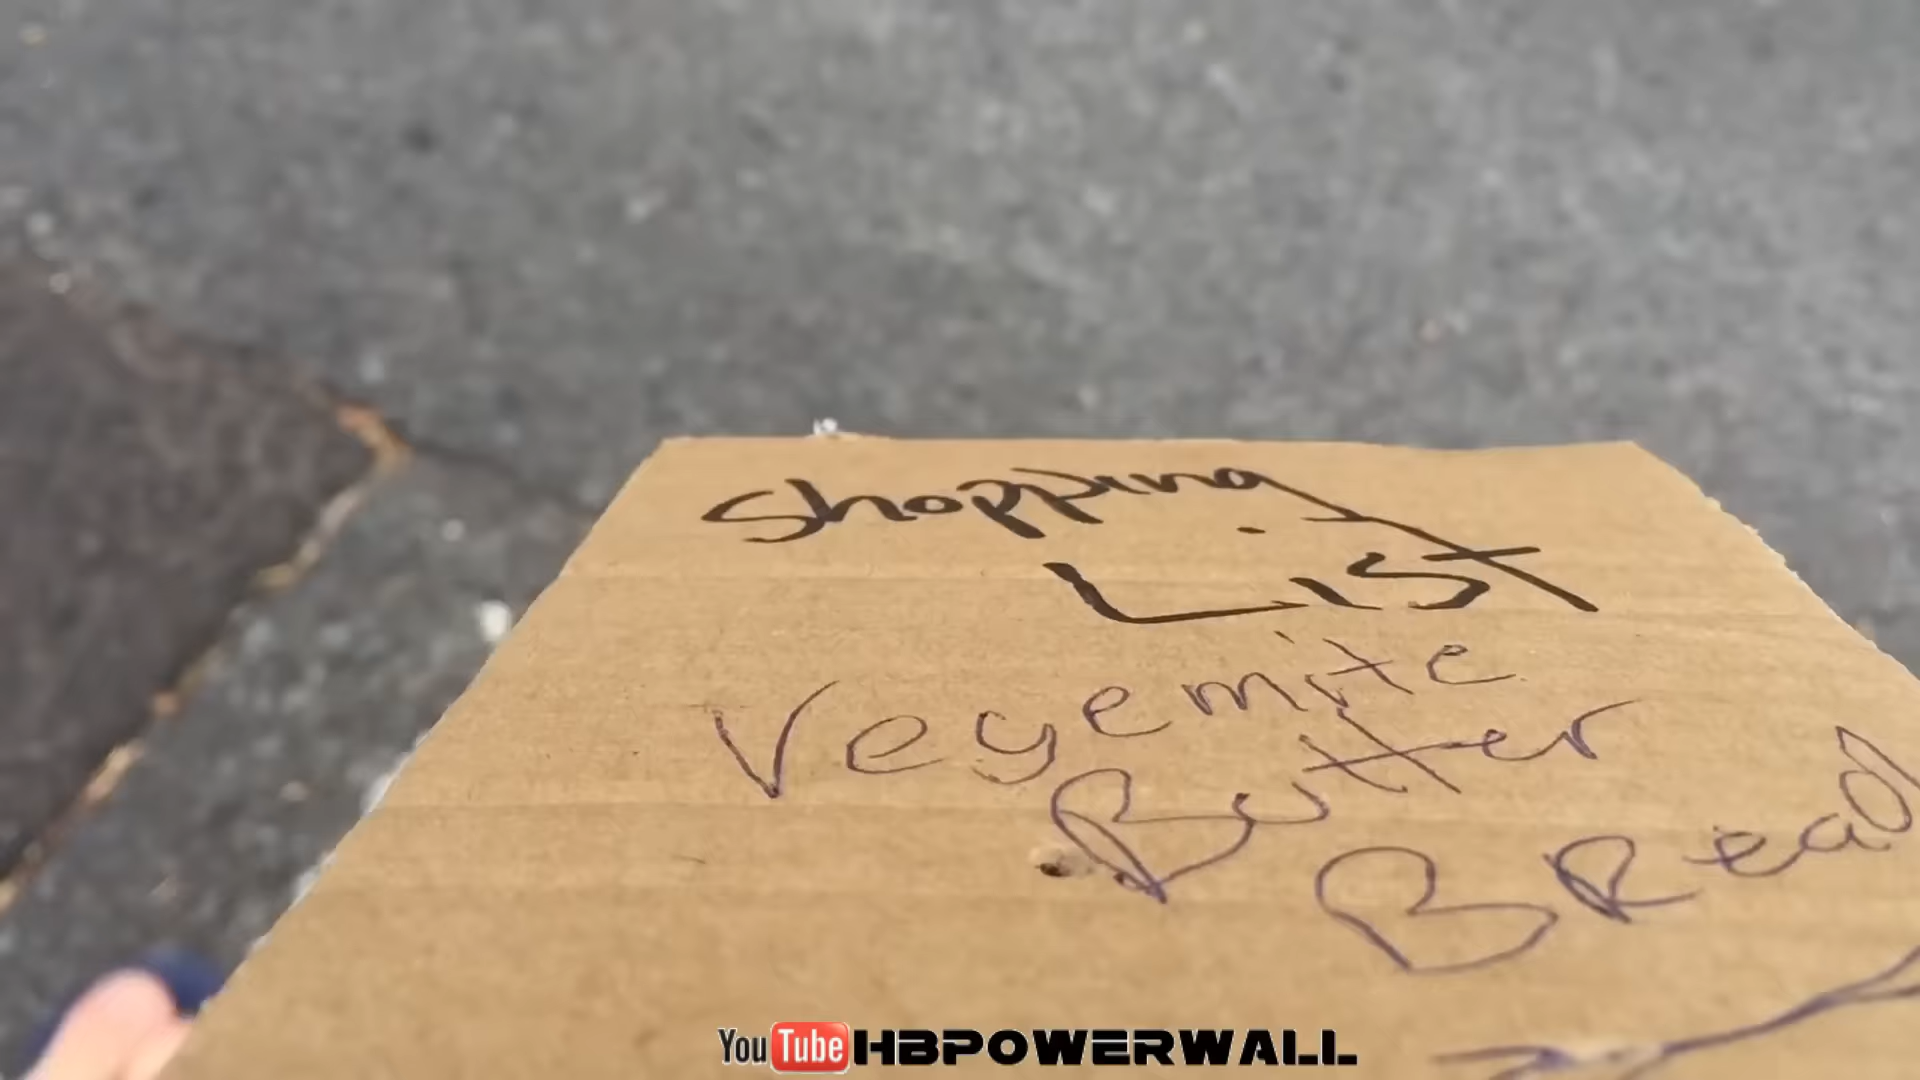 Shopping
List
Vegemite
Butter
Bread
YouTube HBPOWERWALL